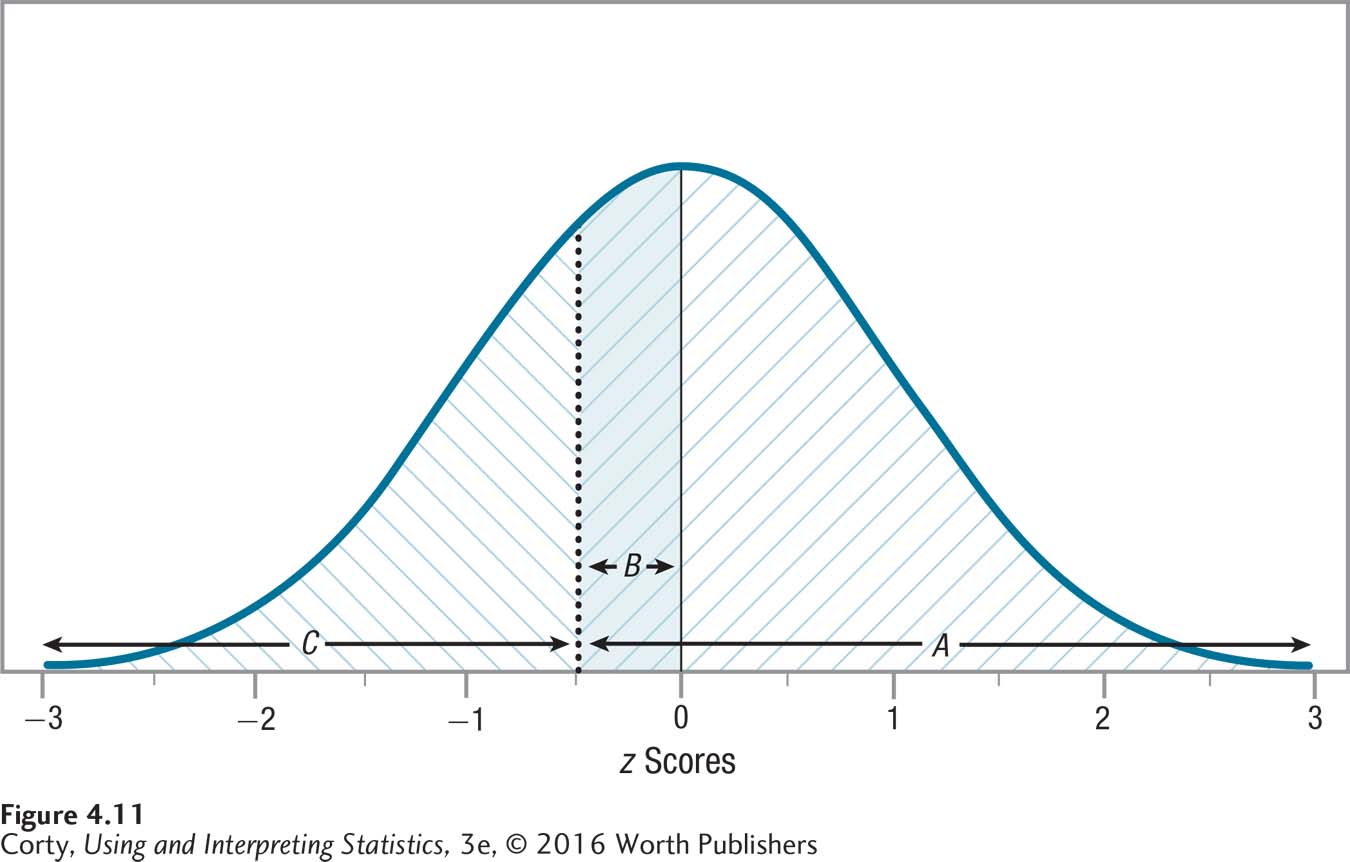 B
C
A
−3 −2 −1 0 1 2 3
z Scores
Figure 4.11
Corty, Using and Interpreting Statistics, 3e, © 2016 Worth Publishers